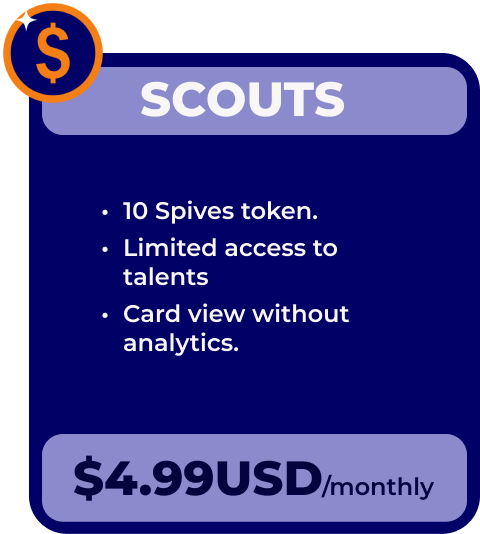 $
SCOUTS
• 10 Spives token.
• Limited access to
talents
• Card view without
analytics.
$4.99USD/monthly